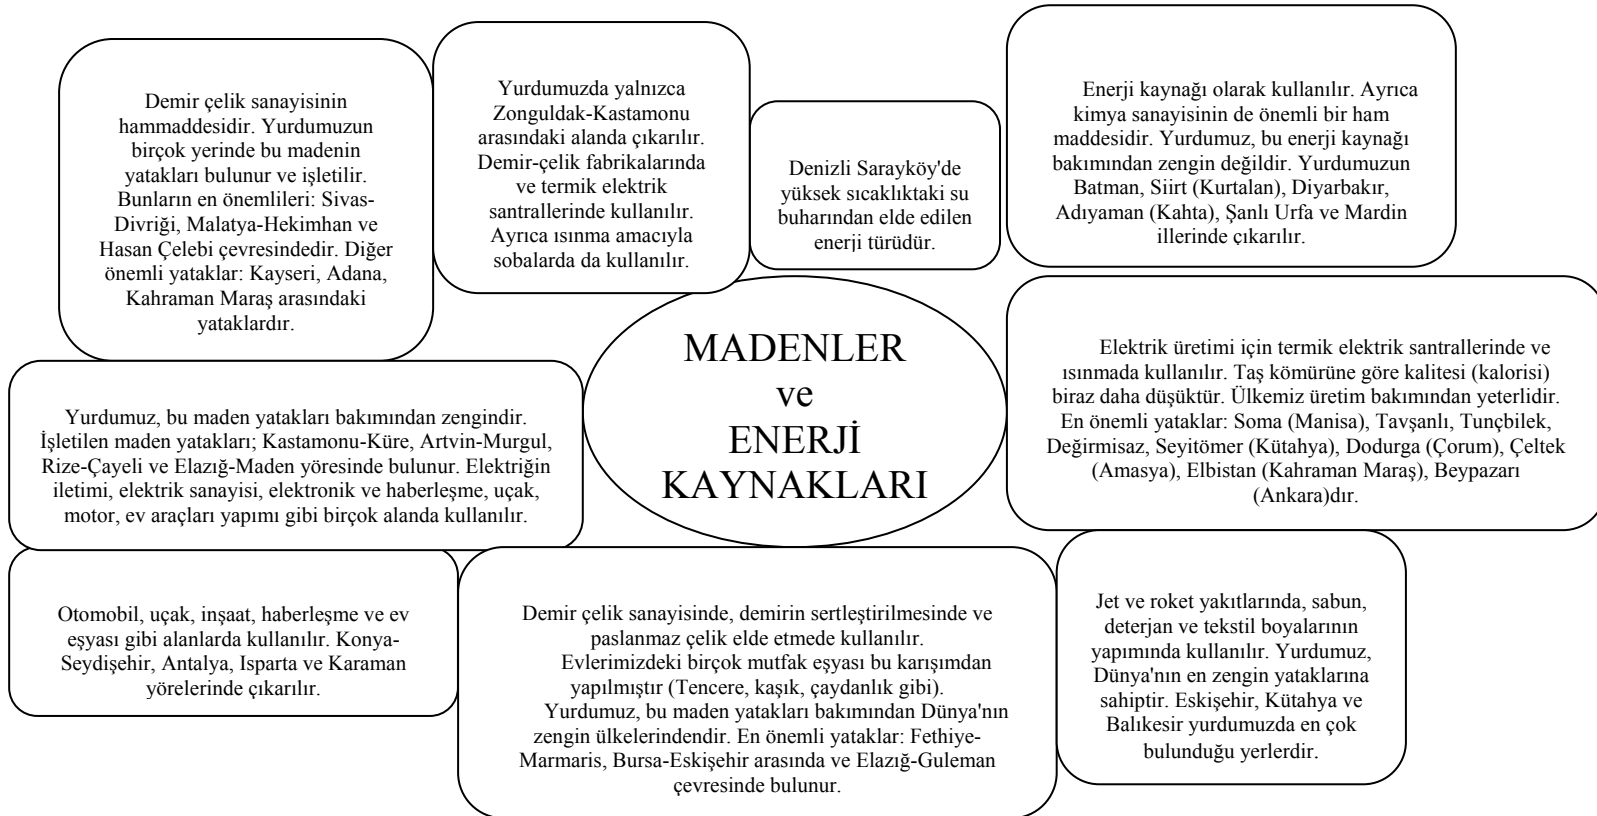 Demir çelik sanayisinin
hammaddesidir. Yurdumuzun
birçok yerinde bu madenin
yatakları bulunur ve işletilir.
Bunların en önemlileri: Sivas-
Divriği, Malatya-Hekimhan ve
Hasan Çelebi çevresindedir. Diğer
önemli yataklar: Kayseri, Adana,
Kahraman Maraş arasındaki
yataklardır.
Yurdumuzda yalnızca
Zonguldak-Kastamonu
arasındaki alanda çıkarılır.
Demir-çelik fabrikalarında
ve termik elektrik
santrallerinde kullanılır.
Ayrıca ısınma amacıyla
sobalarda da kullanılır.
Denizli Sarayköy'de
yüksek sıcaklıktaki su
buharından elde edilen
enerji türüdür.
Enerji kaynağı olarak kullanılır. Ayrıca
kimya sanayisinin de önemli bir ham
maddesidir. Yurdumuz, bu enerji kaynağı
bakımından zengin değildir. Yurdumuzun
Batman, Siirt (Kurtalan), Diyarbakır,
Adıyaman (Kahta), Şanlı Urfa ve Mardin
illerinde çıkarılır.
MADENLER
ve
ENERJİ
KAYNAKLARI
Elektrik üretimi için termik elektrik santrallerinde ve
ısınmada kullanılır. Taş kömürüne göre kalitesi (kalorisi)
biraz daha düşüktür. Ülkemiz üretim bakımından yeterlidir.
En önemli yataklar: Soma (Manisa), Tavşanlı, Tunçbilek,
Değirmisaz, Seyitömer (Kütahya), Dodurga (Çorum), Çeltek
(Amasya), Elbistan (Kahraman Maraş), Beypazarı
(Ankara)dır.
Yurdumuz, bu maden yatakları bakımından zengindir.
İşletilen maden yatakları; Kastamonu-Küre, Artvin-Murgul,
Rize-Çayeli ve Elazığ-Maden yöresinde bulunur. Elektriğin
iletimi, elektrik sanayisi, elektronik ve haberleşme, uçak,
motor, ev araçları yapımı gibi birçok alanda kullanılır.
Otomobil, uçak, inşaat, haberleşme ve ev
eşyası gibi alanlarda kullanılır. Konya-
Seydişehir, Antalya, Isparta ve Karaman
yörelerinde çıkarılır.
Demir çelik sanayisinde, demirin sertleştirilmesinde ve
paslanmaz çelik elde etmede kullanılır.
Evlerimizdeki birçok mutfak eşyası bu karışımdan
yapılmıştır (Tencere, kaşık, çaydanlık gibi).
Yurdumuz, bu maden yatakları bakımından Dünya'nın
zengin ülkelerindendir. En önemli yataklar: Fethiye-
Marmaris, Bursa-Eskişehir arasında ve Elazığ-Guleman
çevresinde bulunur.
Jet ve roket yakıtlarında, sabun,
deterjan ve tekstil boyalarının
yapımında kullanılır. Yurdumuz,
Dünya'nın en zengin yataklarına
sahiptir. Eskişehir, Kütahya ve
Balıkesir yurdumuzda en çok
bulunduğu yerlerdir.